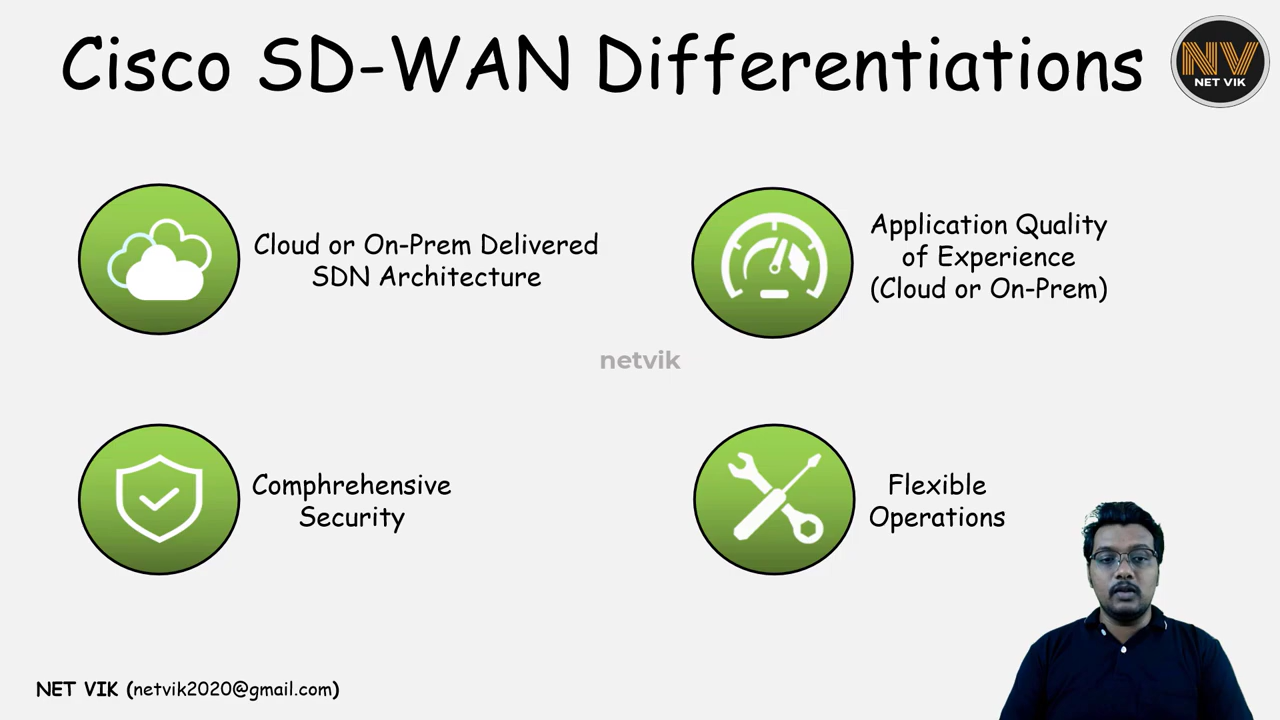 Cisco SD-WAN Differentiations
NV
NET VIK
Cloud or On-Prem Delivered
SDN Architecture
Application Quality
of Experience
(Cloud or On-Prem)
netvik
Comphrehensive
Security
Flexible
Operations
NET VIK (netvik2020@gmail.com)